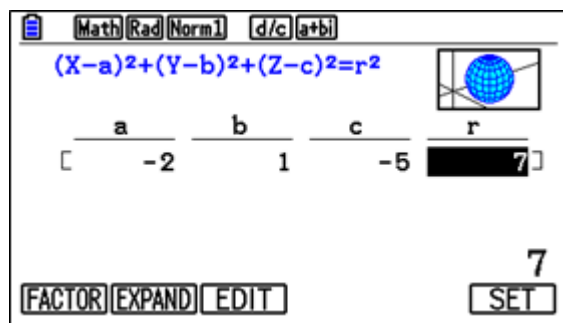 Math Rad Norm1 d/c a+bi
(X-a)²+(Y-b)²+(Z-c)²=r²
a b c r
[ -2 1 -5 7 ]
7
FACTOR EXPAND EDIT SET